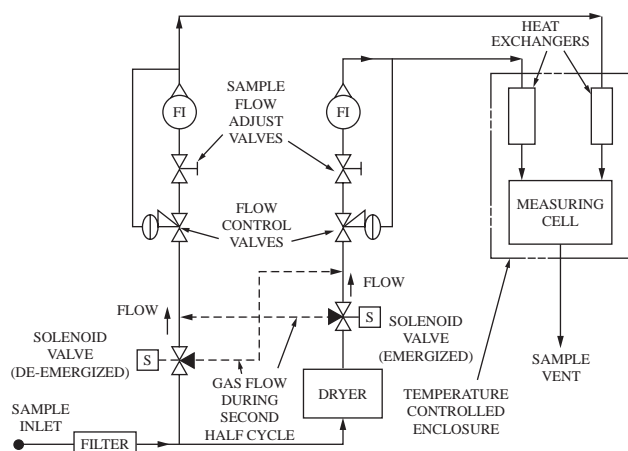 HEAT
EXCHANGERS
SAMPLE
FLOW
ADJUST
VALVES
FI
FI
MEASURING
CELL
FLOW
CONTROL
VALVES
FLOW
FLOW
SOLENOID
VALVE
(DE-EMERGIZED)
S
S
SOLENOID
VALVE
(EMERGIZED)
SAMPLE
VENT
GAS FLOW
DURING
SECOND
HALF CYCLE
DRYER
TEMPERATURE
CONTROLLED
ENCLOSURE
SAMPLE
INLET
FILTER